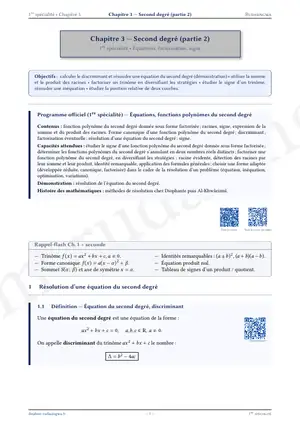 1re spécialité • Chapitre 3
Chapitre 3 — Second degré (partie 2)
Chapitre 3 — Second degré (partie 2)
1re spécialité • Équations, factorisation, signe
Objectifs : calculer le discriminant et résoudre une équation du second degré (démonstration) • utiliser la somme
et le produit des racines • factoriser un trinôme en diversifiant les stratégies • étudier le signe d'un trinôme,
résoudre une inéquation • étudier la position relative de deux courbes.
Programme officiel (1re spécialité) — Équations, fonctions polynômes du second degré
Contenus : fonction polynôme du second degré donnée sous forme factorisée ; racines, signe, expression de la
somme et du produit des racines. Forme canonique d'une fonction polynôme du second degré ; discriminant,
factorisation éventuelle ; résolution d'une équation du second degré ; signe.
Capacités attendues : étudier le signe d'une fonction polynôme du second degré donnée sous forme factorisée,
déterminer les fonctions polynômes du second degré s'annulant en deux nombres réels distincts ; factoriser une
fonction polynôme du second degré, en diversifiant les stratégies : racine évidente, détection des racines par
leur somme et leur produit, identité remarquable, application des formules générales ; choisir une forme adaptée
(développée réduite, canonique, factorisée) dans le cadre de la résolution d'un problème (équation, inéquation,
optimisation, variations).
Démonstration : résolution de l'équation du second degré.
Histoire des mathématiques : méthodes de résolution chez Diophante puis Al-Khwârizmî.
Rappel flash Ch. 1 – seconde
— Trinôme f(x) = ax² + bx + c, a ≠ 0.
— Forme canonique f(x) = a(x − α)² + β.
— Sommet S(α ; β) et axe de symétrie x = α.
— Identités remarquables : (a ± b)², (a + b)(a − b).
— Équation produit nul.
— Tableau de signes d'un produit / quotient.
1 Résolution d'une équation du second degré
1.1 Définition — Équation du second degré, discriminant
Une équation du second degré est une équation de la forme :
ax² + bx + c = 0, a, b, c ∈ ℝ, a ≠ 0.
On appelle discriminant du trinôme ax² + bx + c le nombre :
Δ = b² − 4ac
– 1 –
1re spécialité